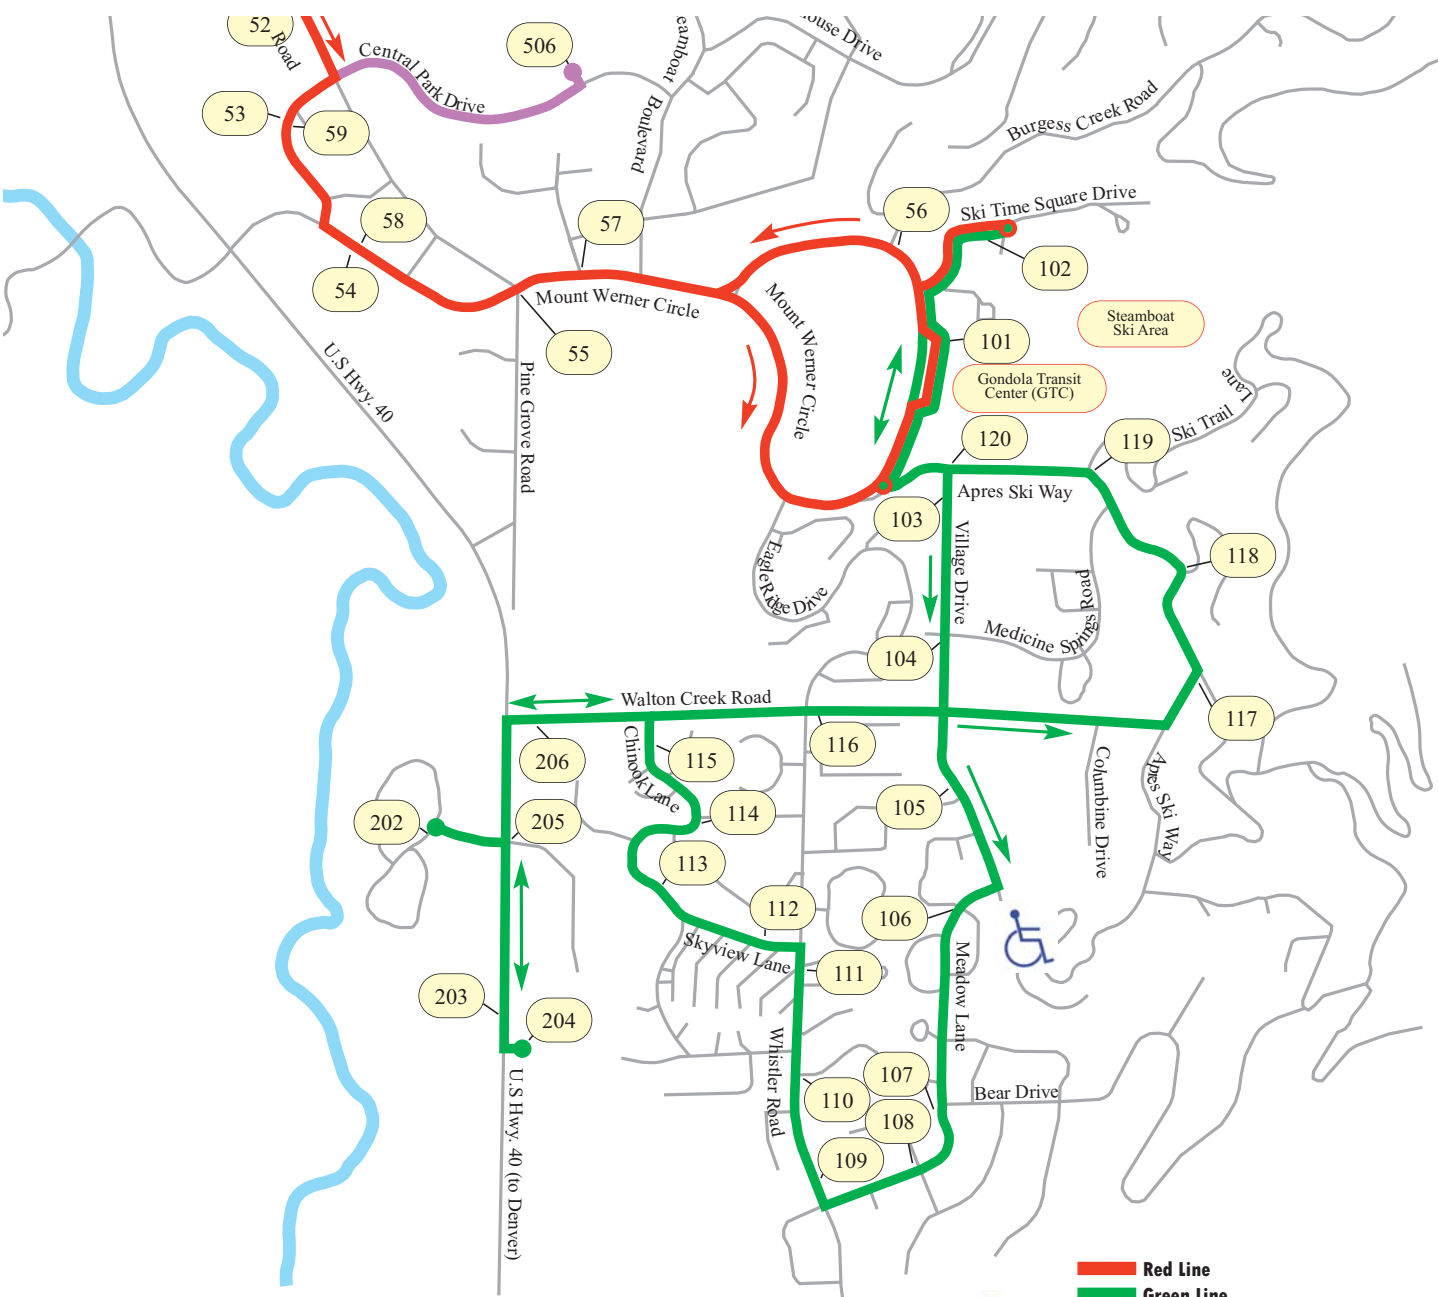 52
Road
Central Park Drive
506
Steamboat
Boulevard
ouse Drive
Burgess Creek Road
53
59
58
57
56
Ski Time Square Drive
54
102
Mount Werner Circle
55
Mount Werner Circle
101
Steamboat
Ski Area
Gondola Transit
Center (GTC)
U.S Hwy. 40
Pine Grove Road
120
119
Ski Trail
Lane
Apres Ski Way
103
Village Drive
Eagle Ridge Drive
118
Medicine Springs Road
104
Walton Creek Road
117
206
Chinook Lane
115
116
Columbine Drive
Apres Ski Way
202
205
114
105
113
112
106
Skyview Lane
111
Meadow Lane
203
204
Whistler Road
110
107
Bear Drive
108
109
U.S Hwy. 40 (to Denver)
Red Line
Green Line